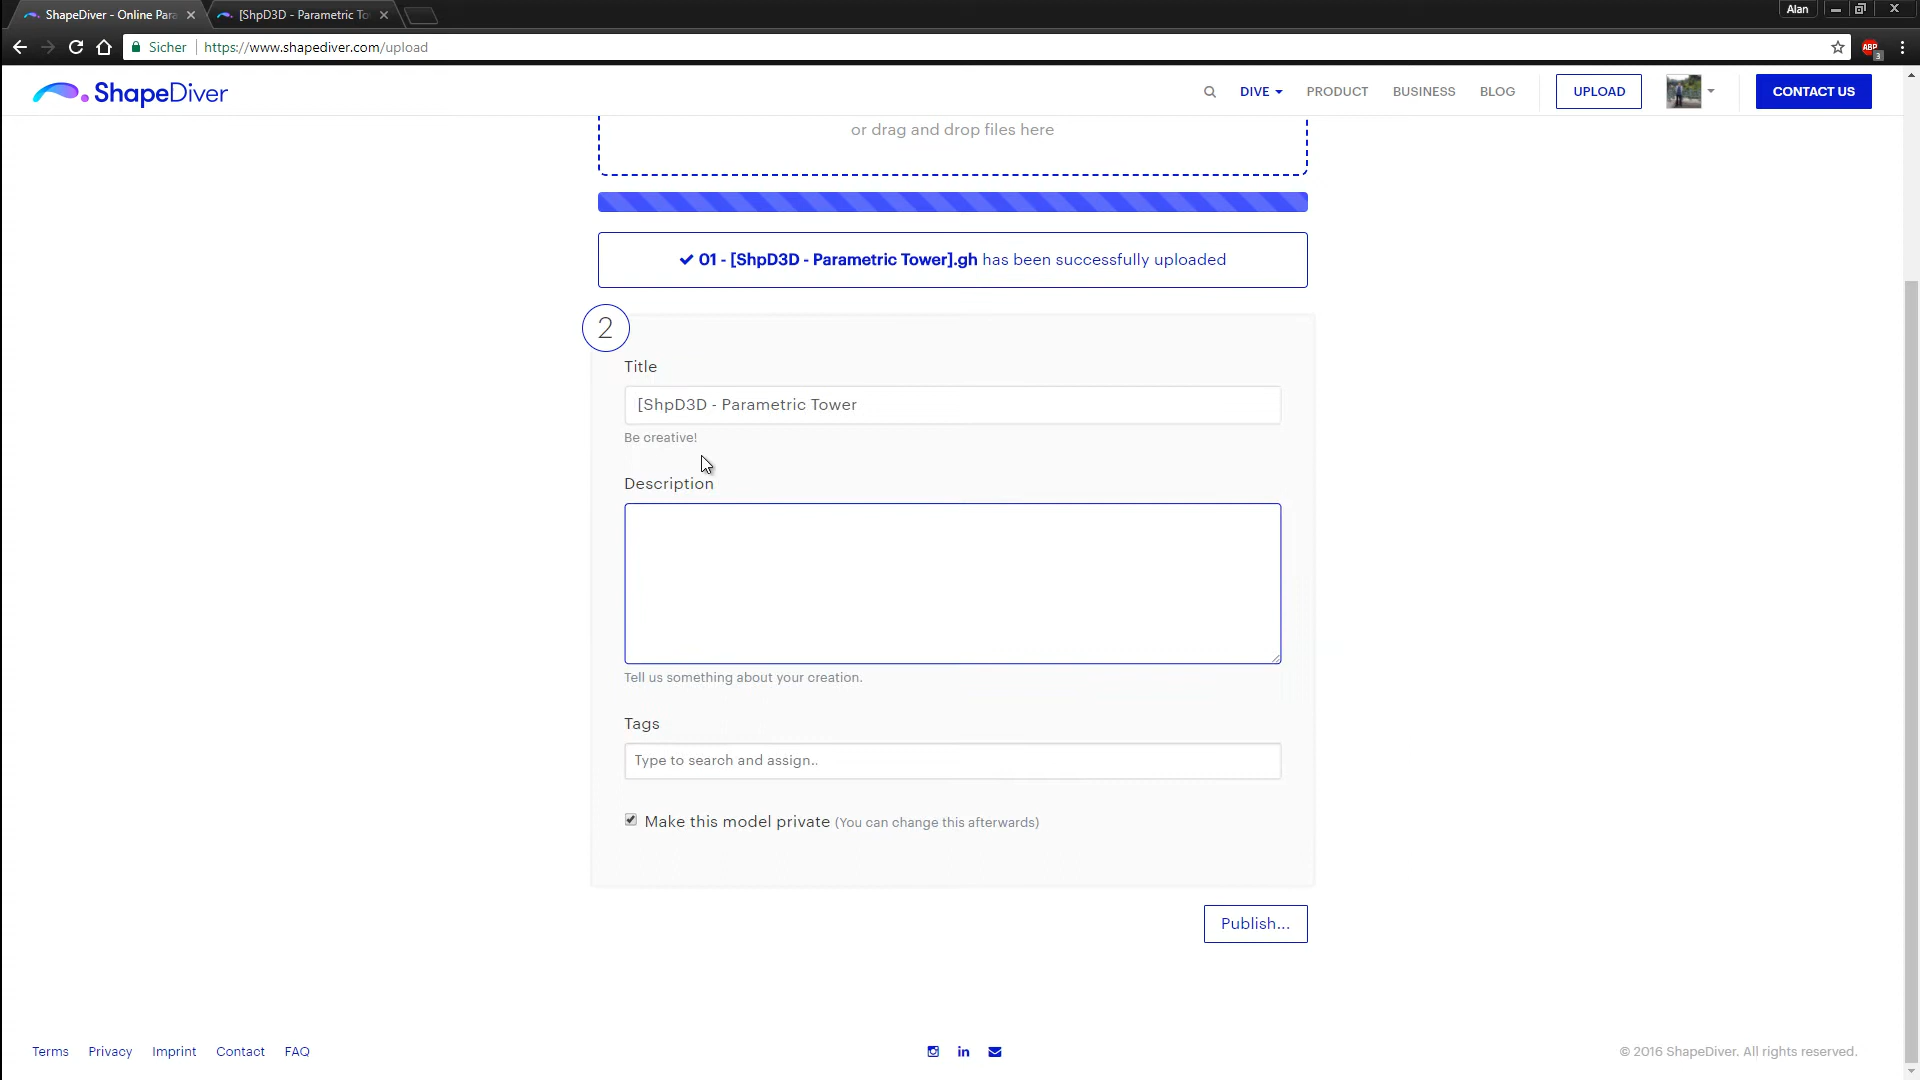 ShapeDiver - Online Para
[ShpD3D - Parametric To
Alan
Sicher
https://www.shapediver.com/upload
ABP
3
ShapeDiver
DIVE
PRODUCT
BUSINESS
BLOG
UPLOAD
CONTACT US
or drag and drop files here
01 - [ShpD3D - Parametric Tower].gh has been successfully uploaded
2
Title
[ShpD3D - Parametric Tower
Be creative!
Description
Tell us something about your creation.
Tags
Type to search and assign..
Make this model private (You can change this afterwards)
Publish...
Terms
Privacy
Imprint
Contact
FAQ
in
© 2016 ShapeDiver. All rights reserved.